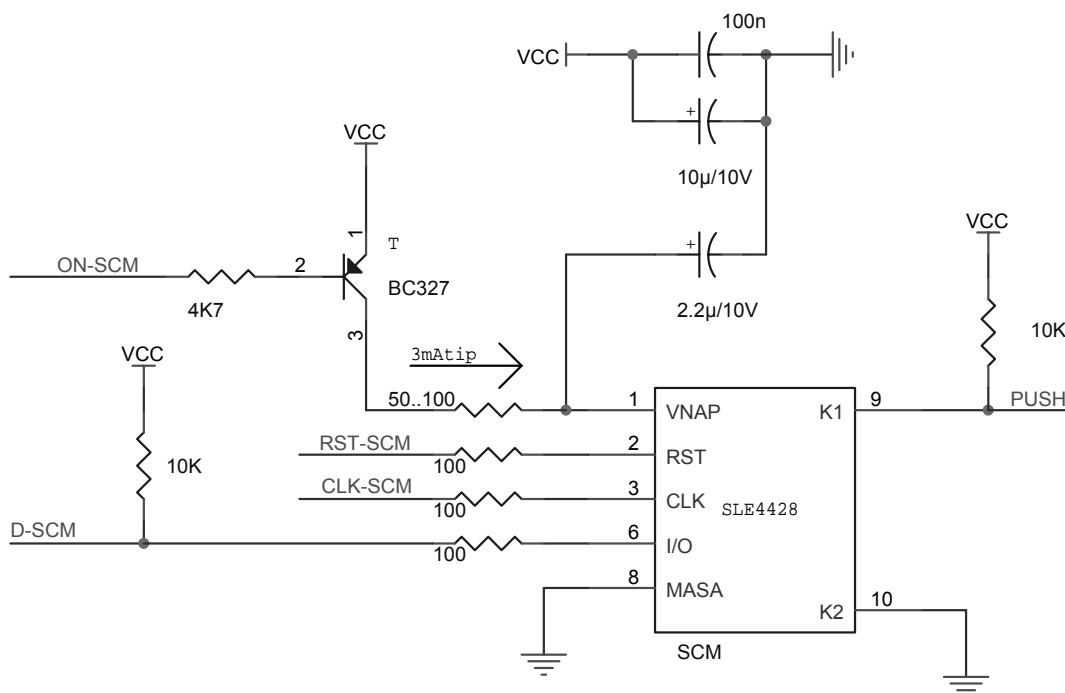 100n
VCC
+
10µ/10V
VCC
1
T
ON-SCM
2
BC327
4K7
3
+
2.2µ/10V
VCC
10K
VCC
3mAtip
50..100
1
VNAP
K1
9
PUSH
RST-SCM
100
2
RST
10K
CLK-SCM
100
3
CLK
SLE4428
D-SCM
100
6
I/O
8
MASA
K2
10
SCM